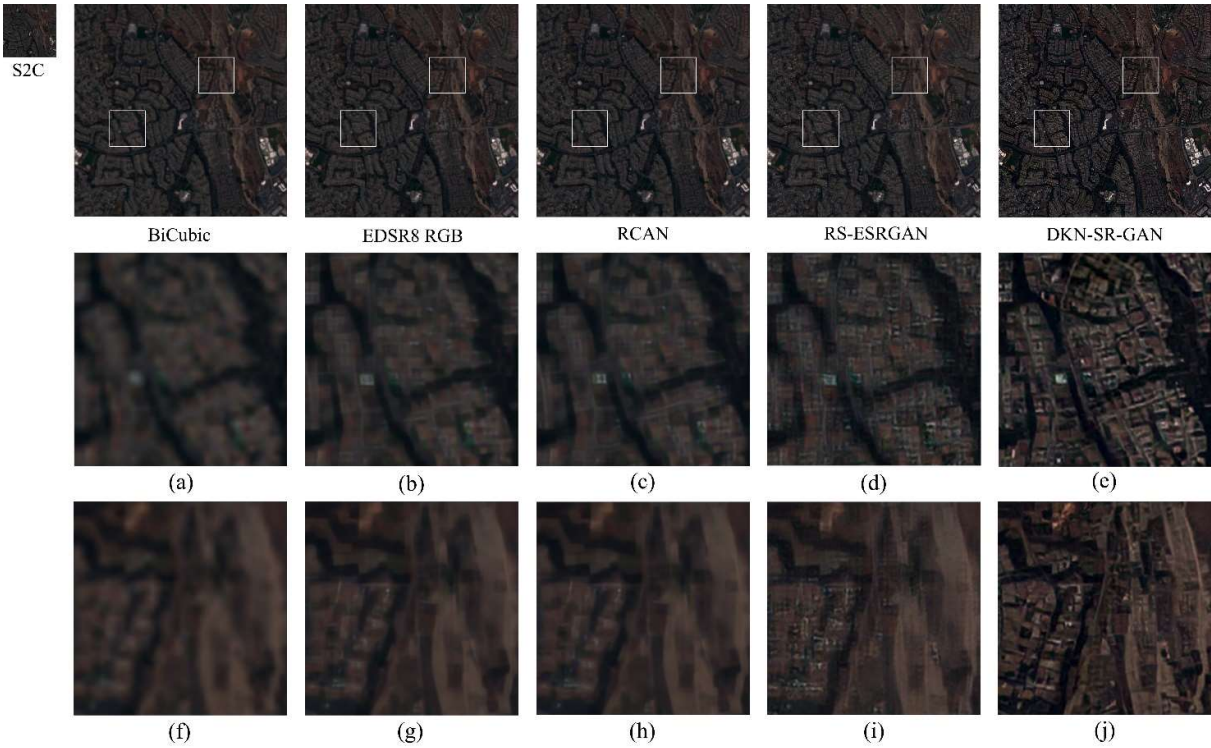 S2C
BiCubic
EDSR8 RGB
RCAN
RS-ESRGAN
DKN-SR-GAN
(a)
(b)
(c)
(d)
(e)
(f)
(g)
(h)
(i)
(j)